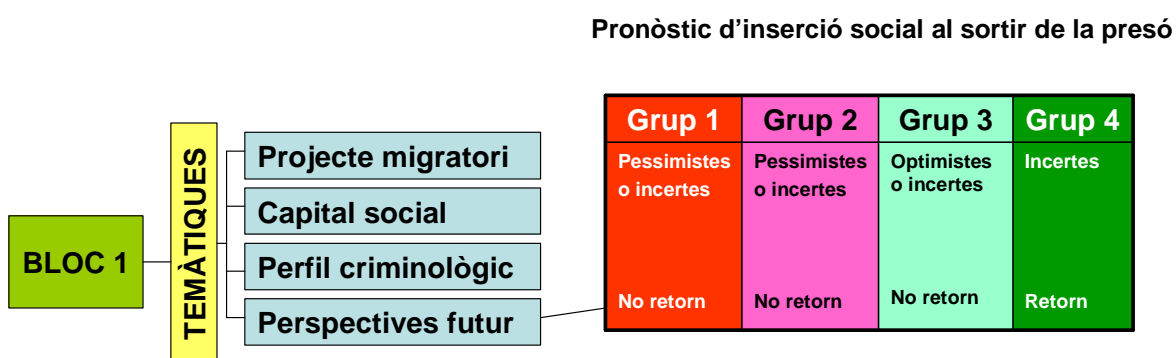 Pronòstic d’inserció social al sortir de la presó
BLOC 1
TEMÀTIQUES
Projecte migratori
Capital social
Perfil criminològic
Perspectives futur
Grup 1
Grup 2
Grup 3
Grup 4
Pessimistes
o incertes
Pessimistes
o incertes
Optimistes
o incertes
Incertes
No retorn
No retorn
No retorn
Retorn